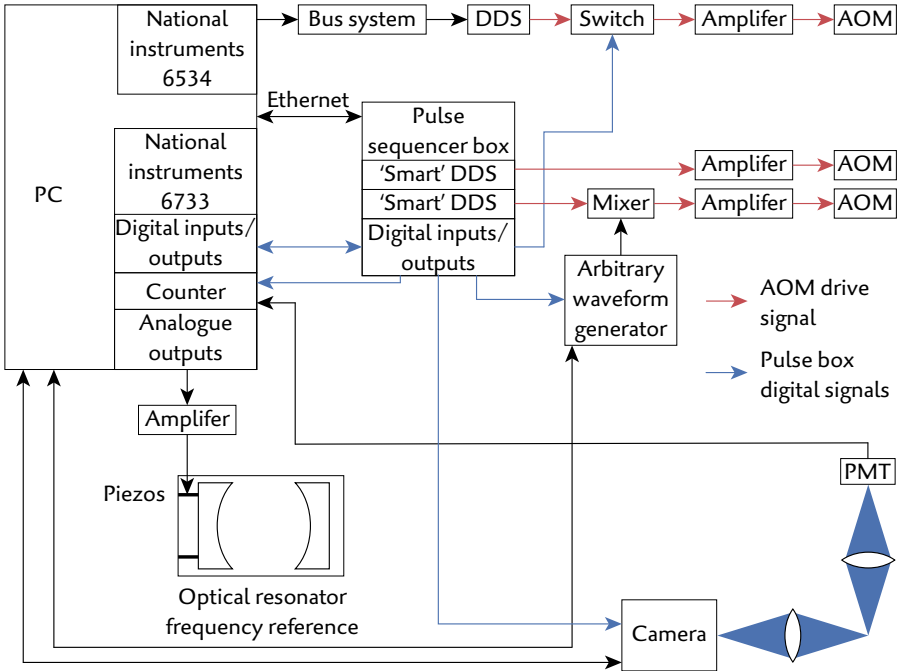 National
instruments
6534
Bus system
DDS
Switch
Amplifer
AOM
Ethernet
Pulse
sequencer box
'Smart' DDS
'Smart' DDS
Digital inputs/
outputs
Amplifer
AOM
Mixer
Amplifer
AOM
PC
National
instruments
6733
Digital inputs/
outputs
Counter
Analogue
outputs
Arbitrary
waveform
generator
AOM drive
signal
Pulse box
digital signals
Amplifer
Piezos
Optical resonator
frequency reference
PMT
Camera